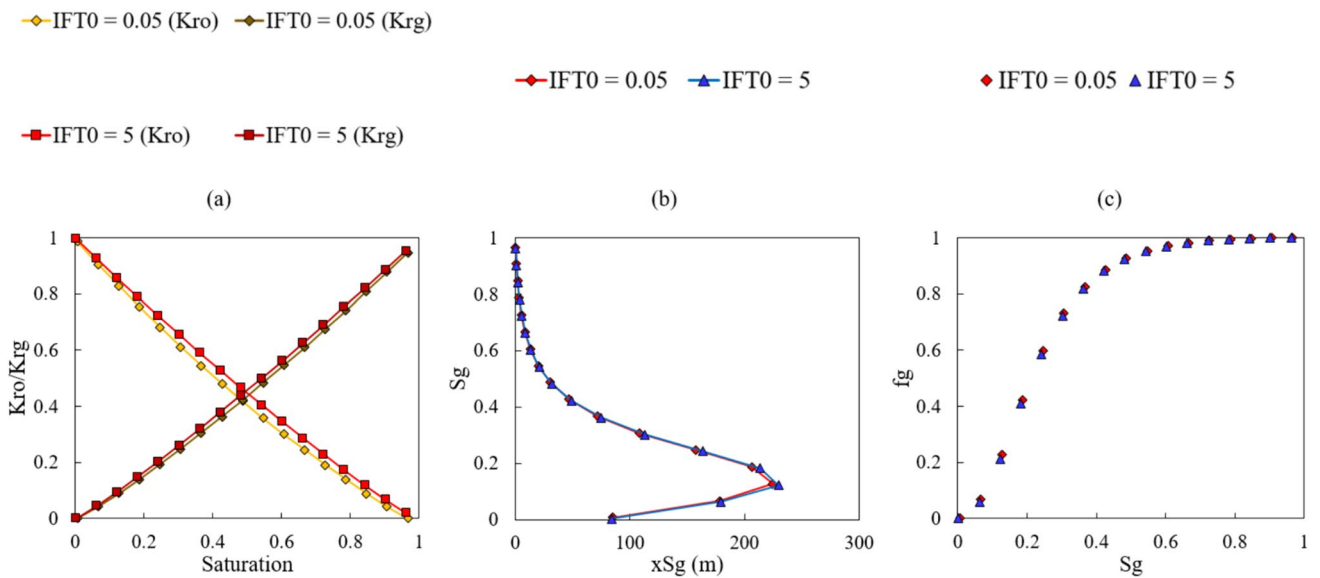 IFT0 = 0.05 (Kro) IFT0 = 0.05 (Krg)
IFT0 = 5 (Kro) IFT0 = 5 (Krg)
(a)
1
0.8
0.6
0.4
0.2
0
Kro/Krg
0 0.2 0.4 0.6 0.8 1
Saturation
IFT0 = 0.05 IFT0 = 5
(b)
1
0.8
0.6
0.4
0.2
0
Sg
0 100 200 300
xSg (m)
IFT0 = 0.05 IFT0 = 5
(c)
1
0.8
0.6
0.4
0.2
0
fg
0 0.2 0.4 0.6 0.8 1
Sg